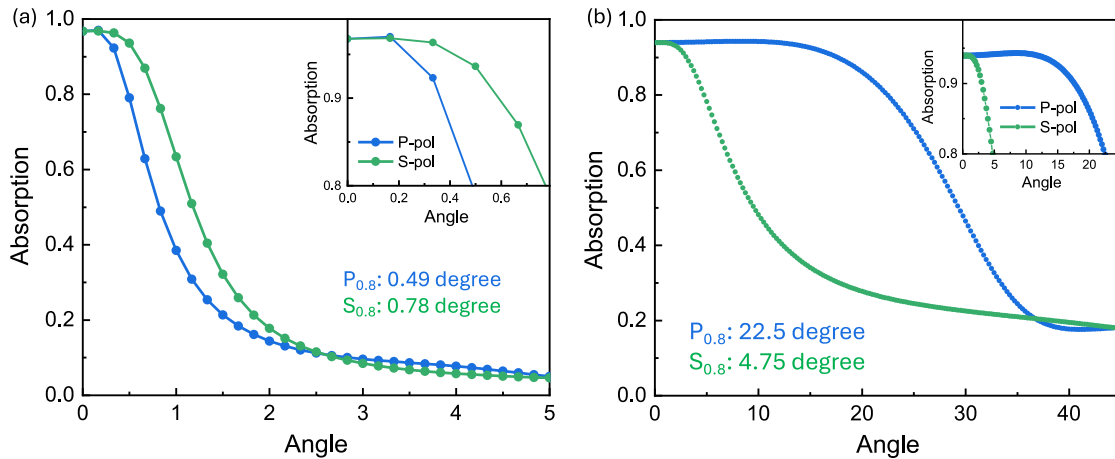 (a)
1.0
0.8
0.6
0.4
0.2
0.0
Absorption
0 1 2 3 4 5
Angle
Absorption
0.9
0.8
P-pol
S-pol
0.0 0.2 0.4 0.6
Angle
P0.8: 0.49 degree
S0.8: 0.78 degree
(b)
1.0
0.8
0.6
0.4
0.2
0.0
Absorption
0 10 20 30 40
Angle
Absorption
0.9
0.8
P-pol
S-pol
0 5 10 15 20
Angle
P0.8: 22.5 degree
S0.8: 4.75 degree